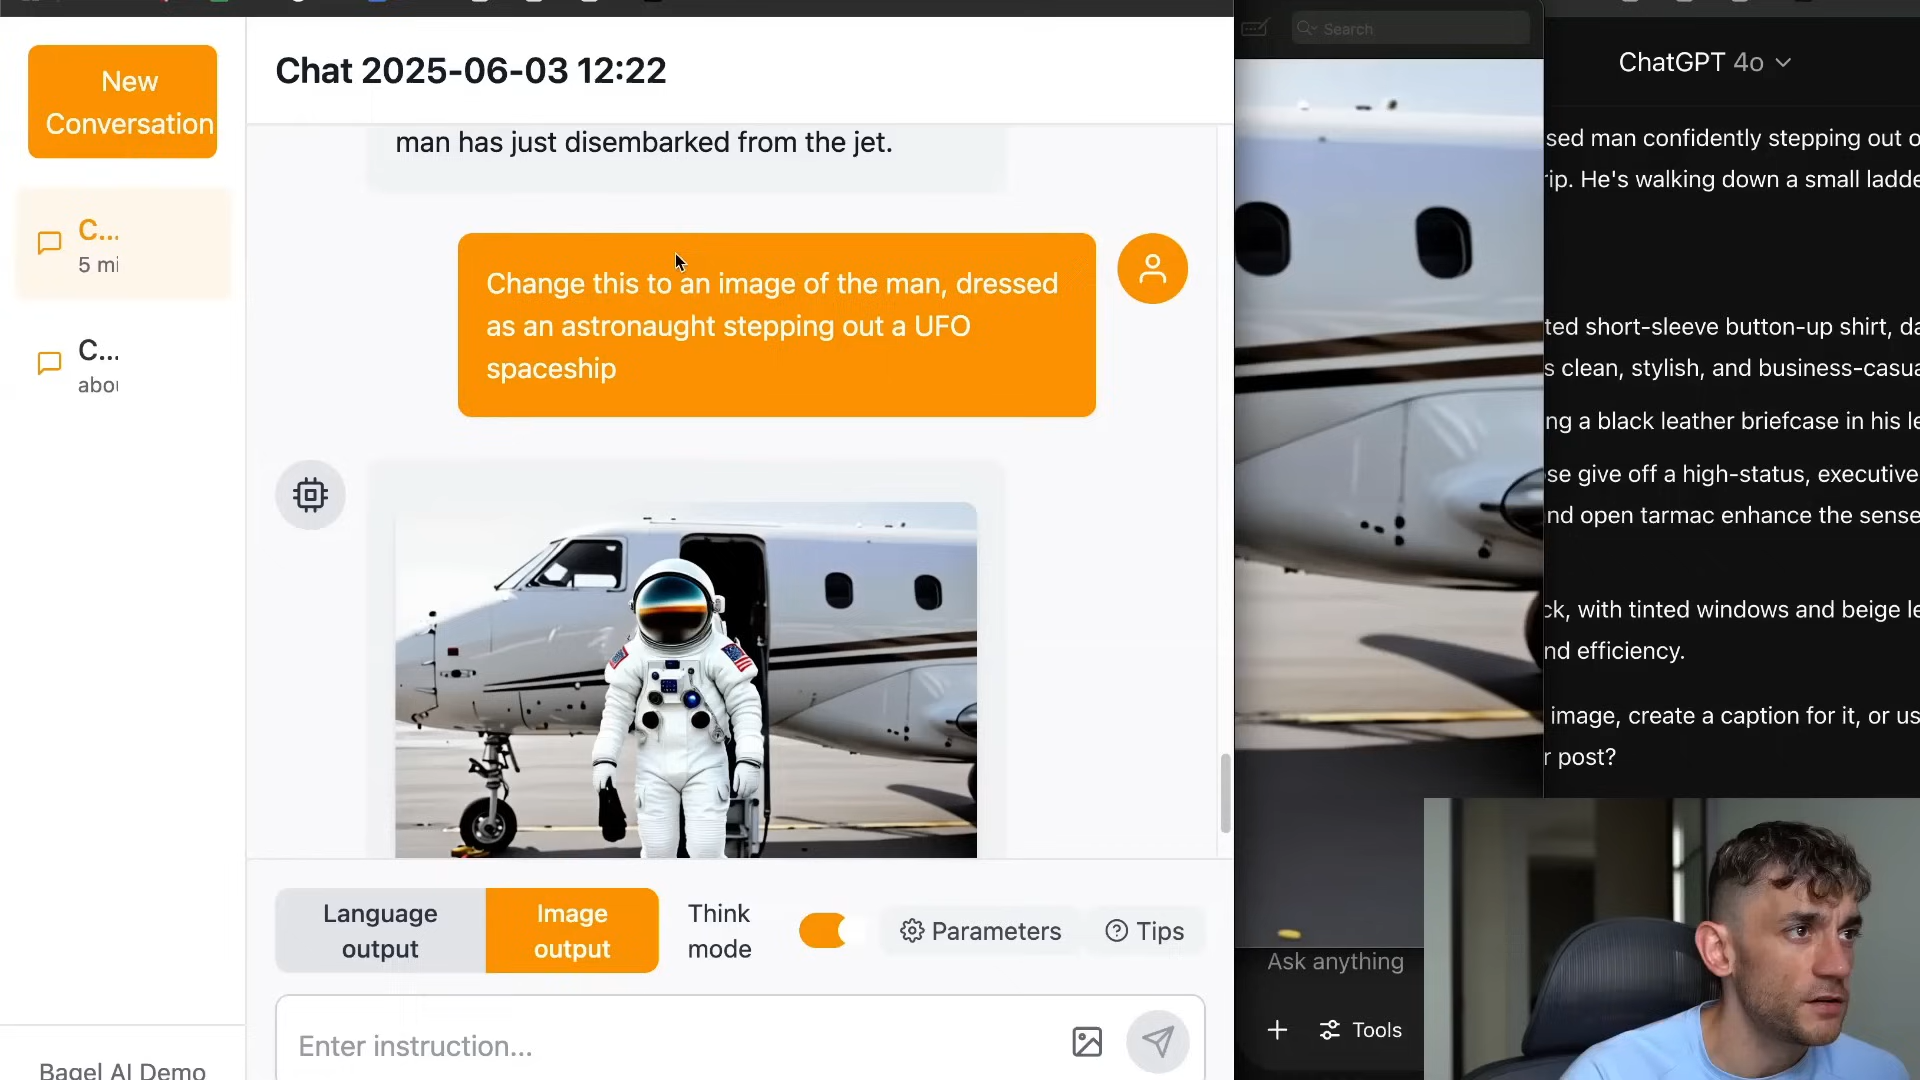 New
Conversation
C...
5 mi
C...
Bagel AI Demo
Chat 2025-06-03 12:22
man has just disembarked from the jet.
Change this to an image of the man, dressed
as an astronaught stepping out a UFO
spaceship
Language
output
Image
output
Think
mode
Parameters
Tips
Enter instruction...
Search
ChatGPT 4o
sed man confidently stepping out o
rip. He's walking down a small ladde
ted short-sleeve button-up shirt, da
s clean, stylish, and business-casua
ng a black leather briefcase in his le
se give off a high-status, executive
nd open tarmac enhance the sense
ck, with tinted windows and beige le
nd efficiency.
image, create a caption for it, or us
r post?
Ask anything
Tools